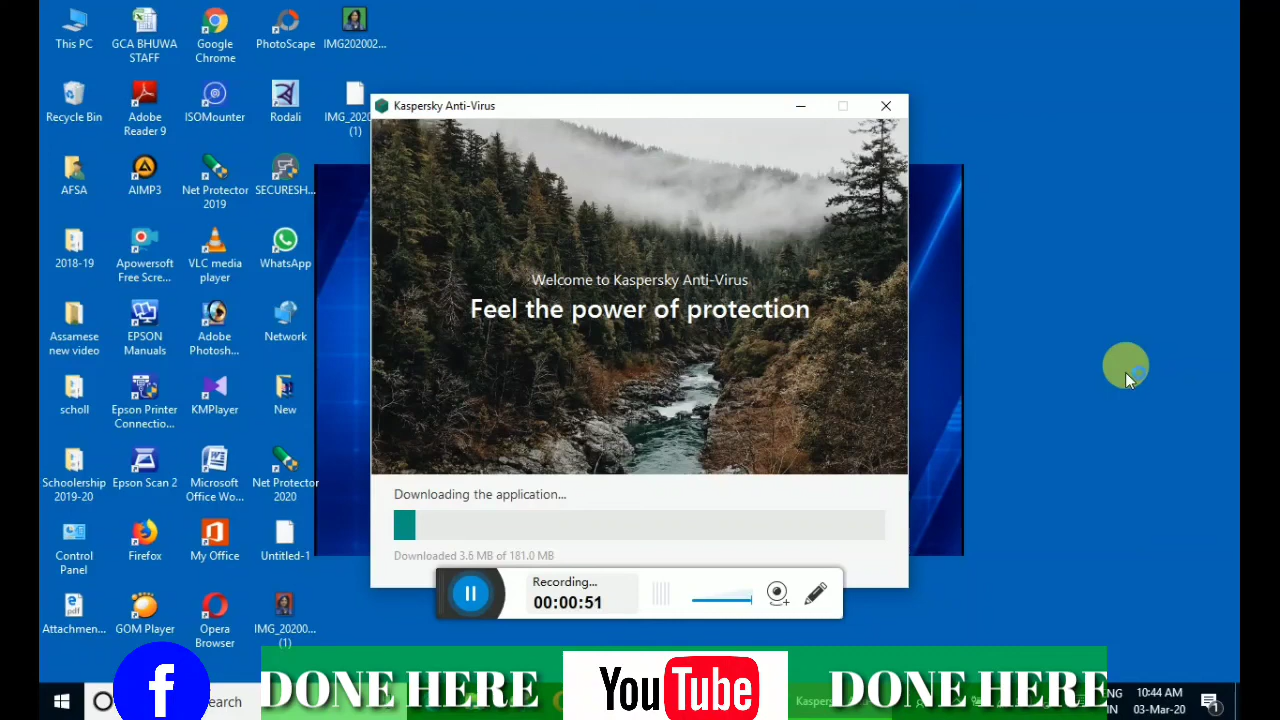 This PC
GCA BHUWA
STAFF
Google
Chrome
PhotoScape
IMG202002...
Recycle Bin
Adobe
Reader 9
ISOMounter
Rodali
IMG_2020
(1)
AFSA
AIMP3
Net Protector
2019
SECURESH...
2018-19
Apowersoft
Free Scre...
VLC media
player
WhatsApp
Assamese
new video
EPSON
Manuals
Adobe
Photosh...
Network
scholl
Epson Printer
Connectio...
KMPlayer
New
Schoolership
2019-20
Epson Scan 2
Microsoft
Office Wo...
Net Protector
2020
Control
Panel
Firefox
My Office
Untitled-1
Attachmen...
GOM Player
Opera
Browser
IMG_20200...
(1)
Kaspersky Anti-Virus
Welcome to Kaspersky Anti-Virus
Feel the power of protection
Downloading the application...
Downloaded 3.6 MB of 181.0 MB
Recording...
00:00:51
f
DONE HERE
YouTube
DONE HERE
10:44 AM
IN
03-Mar-20
1